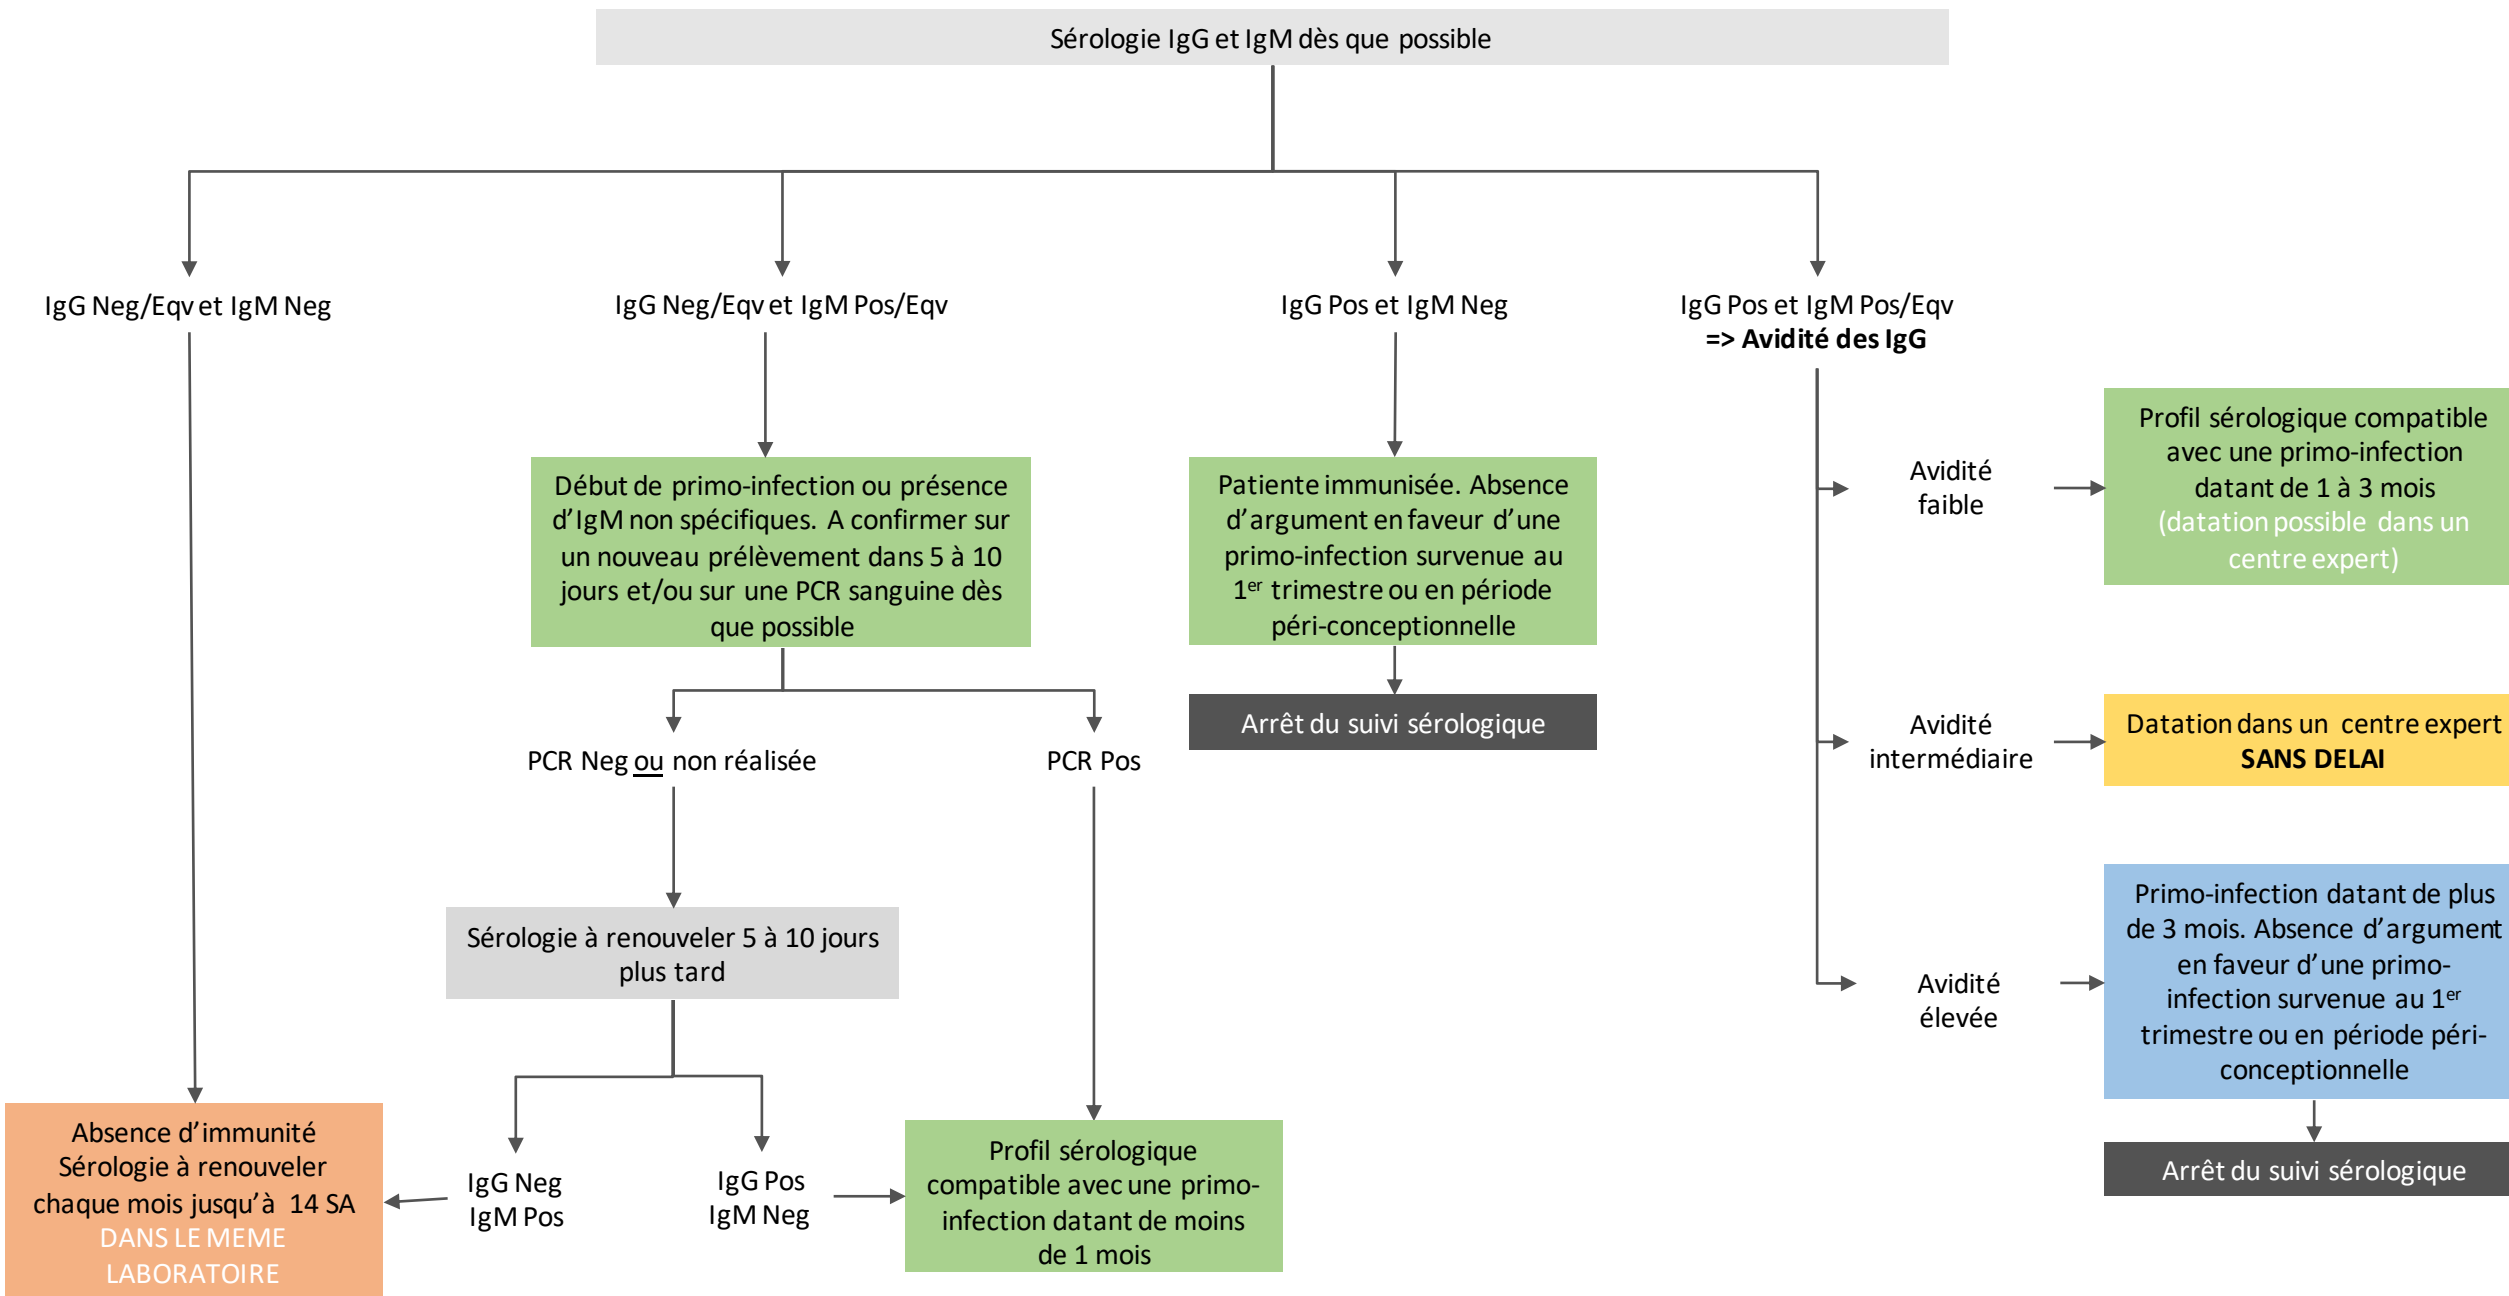 Sérologie IgG et IgM dès que possible
IgG Neg/Eqv et IgM Neg
IgG Neg/Eqv et IgM Pos/Eqv
IgG Pos et IgM Neg
IgG Pos et IgM Pos/Eqv
=> Avidité des IgG
Début de primo-infection ou présence
d’IgM non spécifiques. A confirmer sur
un nouveau prélèvement dans 5 à 10
jours et/ou sur une PCR sanguine dès
que possible
Patiente immunisée. Absence
d’argument en faveur d’une
primo-infection survenue au
1er trimestre ou en période
péri-conceptionnelle
Arrêt du suivi sérologique
Avidité
faible
Profil sérologique compatible
avec une primo-infection
datant de 1 à 3 mois
(datation possible dans un
centre expert)
Avidité
intermédiaire
Datation dans un centre expert
SANS DELAI
Avidité
élevée
Primo-infection datant de plus
de 3 mois. Absence d’argument
en faveur d’une primo-
infection survenue au 1er
trimestre ou en période péri-
conceptionnelle
Arrêt du suivi sérologique
PCR Neg ou non réalisée
PCR Pos
Sérologie à renouveler 5 à 10 jours
plus tard
IgG Neg
IgM Pos
IgG Pos
IgM Neg
Absence d’immunité
Sérologie à renouveler
chaque mois jusqu’à 14 SA
DANS LE MEME
LABORATOIRE
Profil sérologique
compatible avec une primo-
infection datant de moins
de 1 mois